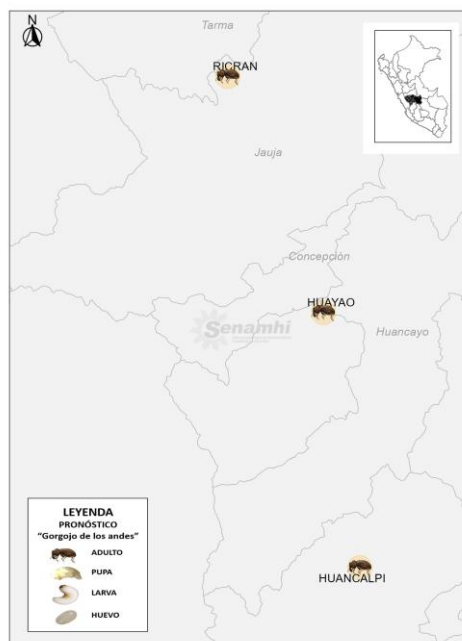 N
Tarma
RICRAN
Jauja
Concepción
HUAYAO
Senamhi
Huancayo
HUANCALPI
LEYENDA
PRONÓSTICO
"Gorgojo de los andes"
ADULTO
PUPA
LARVA
HUEVO